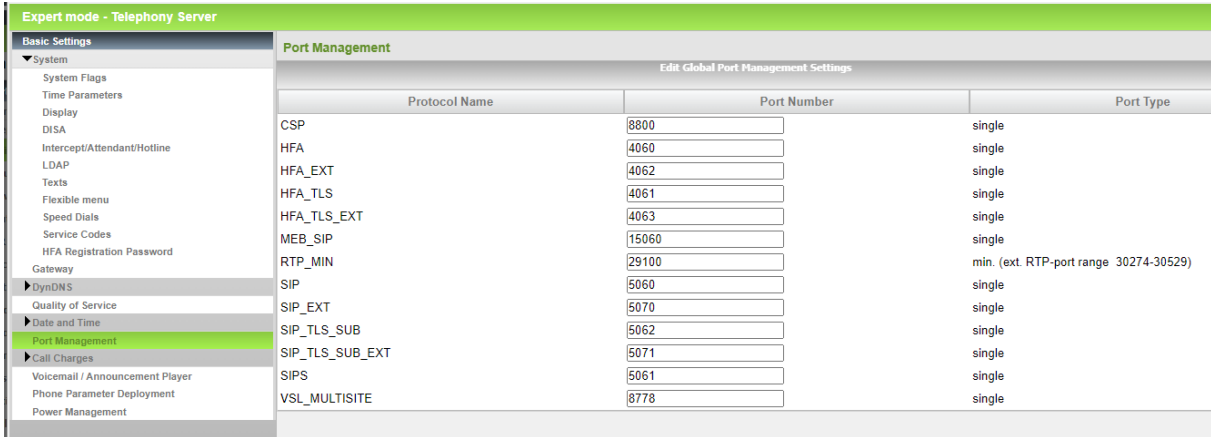 Expert mode - Telephony Server
Basic Settings
System
System Flags
Time Parameters
Display
DISA
Intercept/Attendant/Hotline
LDAP
Texts
Flexible menu
Speed Dials
Service Codes
HFA Registration Password
Gateway
DynDNS
Quality of Service
Date and Time
Port Management
Call Charges
Voicemail / Announcement Player
Phone Parameter Deployment
Power Management
Port Management
Edit Global Port Management Settings
Protocol Name Port Number Port Type
CSP 8800 single
HFA 4060 single
HFA_EXT 4062 single
HFA_TLS 4061 single
HFA_TLS_EXT 4063 single
MEB_SIP 15060 single
RTP_MIN 29100 min. (ext. RTP-port range 30274-30529)
SIP 5060 single
SIP_EXT 5070 single
SIP_TLS_SUB 5062 single
SIP_TLS_SUB_EXT 5071 single
SIPS 5061 single
VSL_MULTISITE 8778 single